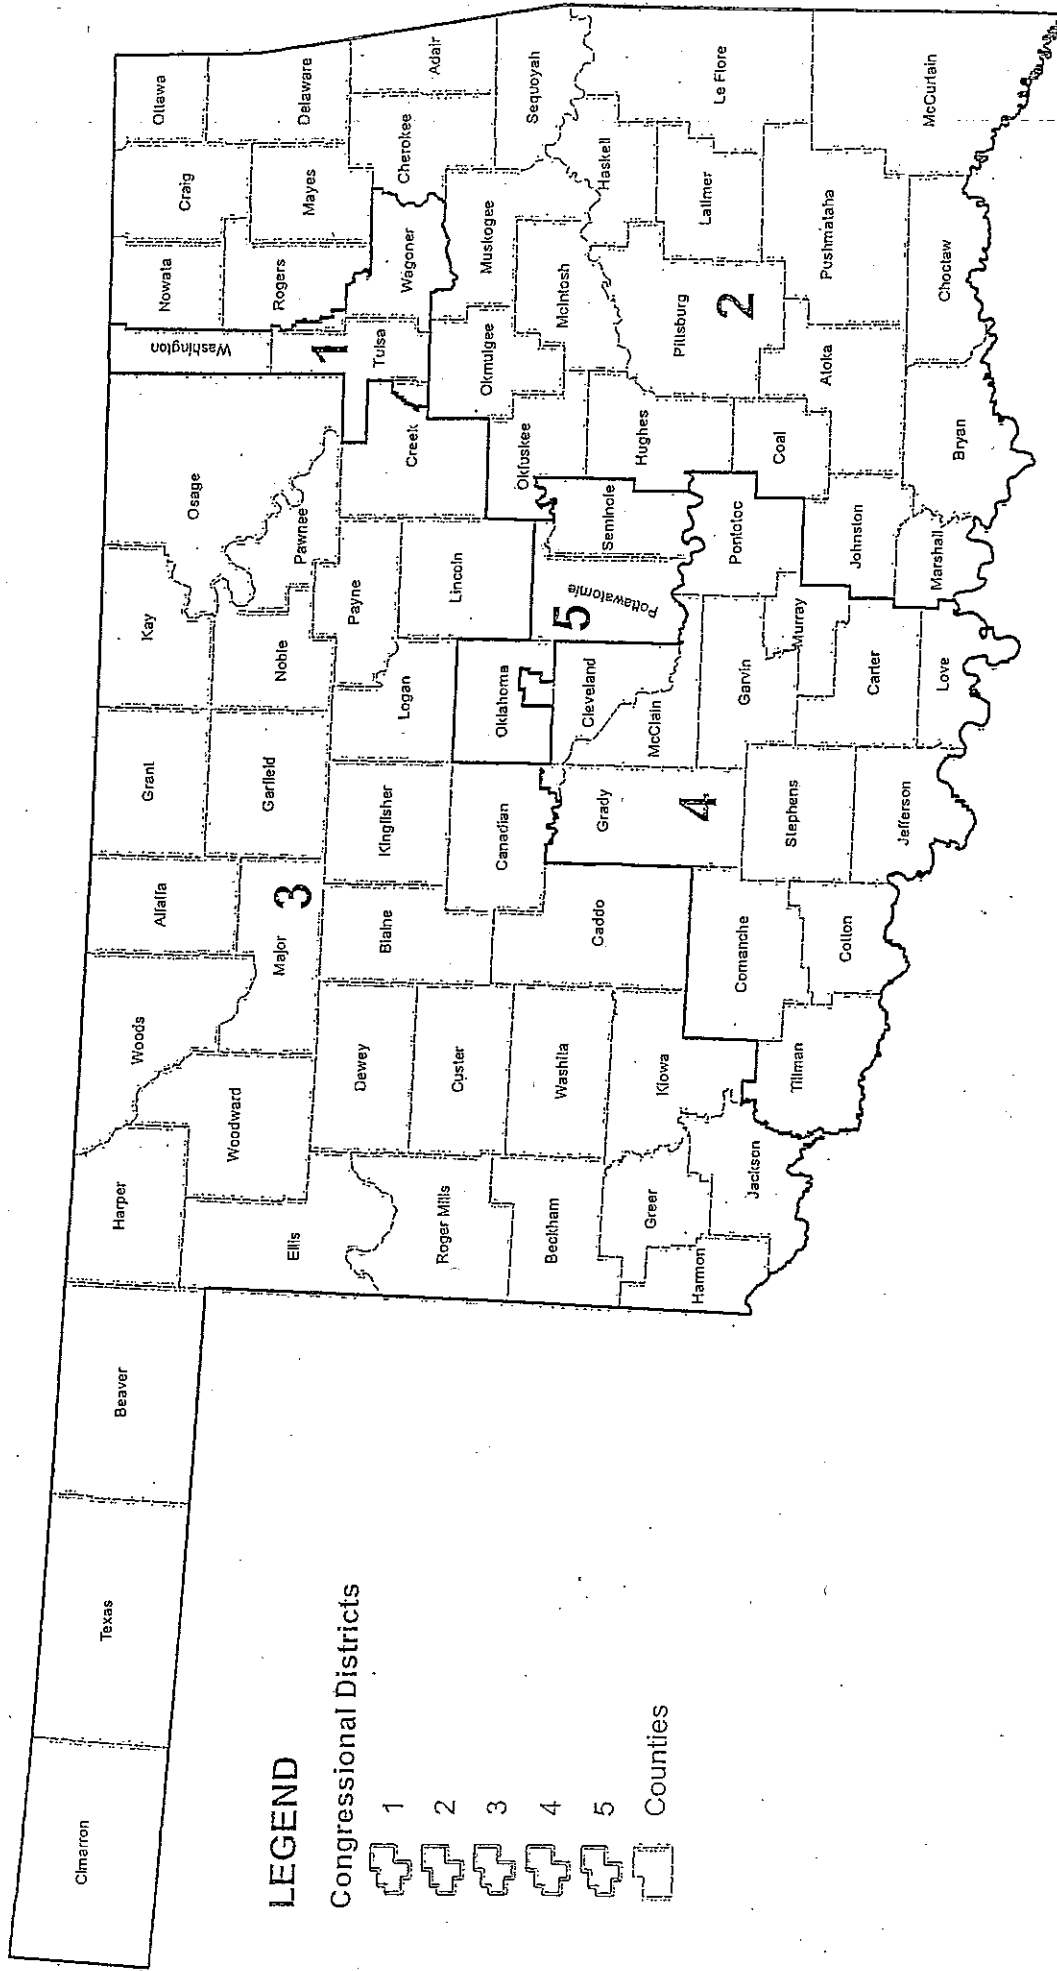 Cimarron
Texas
Beaver
Harper
Woods
Alfalfa
Grant
Kay
Osage
Washington
Nowata
Craig
Ottawa
Ellis
Woodward
Major
Garfield
Noble
Pawnee
Rogers
Mayes
Delaware
3
1
Roger Mills
Dewey
Blaine
Kingfisher
Logan
Payne
Creek
Tulsa
Wagoner
Cherokee
Adair
Custer
Canadian
Oklahoma
Lincoln
Okmulgee
Muskogee
Sequoyah
Beckham
Washita
Caddo
Grady
Cleveland
McClain
5
Pottawatomie
Seminole
Okfuskee
Hughes
McIntosh
Haskell
Harmon
Greer
Kiowa
4
Pontotoc
Pittsburg
2
Latimer
Le Flore
Jackson
Tillman
Comanche
Stephens
Garvin
Murray
Coal
Atoka
Pushmataha
Cotton
Jefferson
Carter
Johnston
Love
Marshall
Bryan
Choctaw
McCurtain
LEGEND
Congressional Districts
1
2
3
4
5
Counties